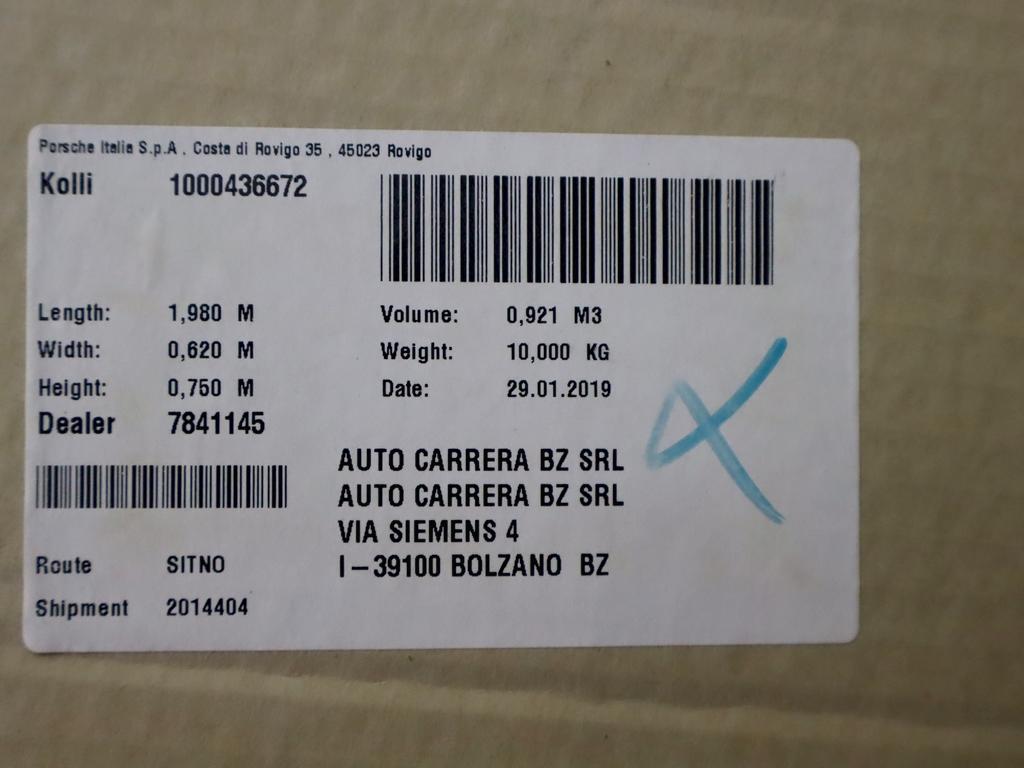 Porsche Italia S.p.A . Costa di Rovigo 35 , 45023 Rovigo
Kolli 1000436672
Length: 1,980 M Volume: 0,921 M3
Width: 0,620 M Weight: 10,000 KG
Height: 0,750 M Date: 29.01.2019
Dealer 7841145
AUTO CARRERA BZ SRL
AUTO CARRERA BZ SRL
VIA SIEMENS 4
I-39100 BOLZANO BZ
Route SITNO
Shipment 2014404